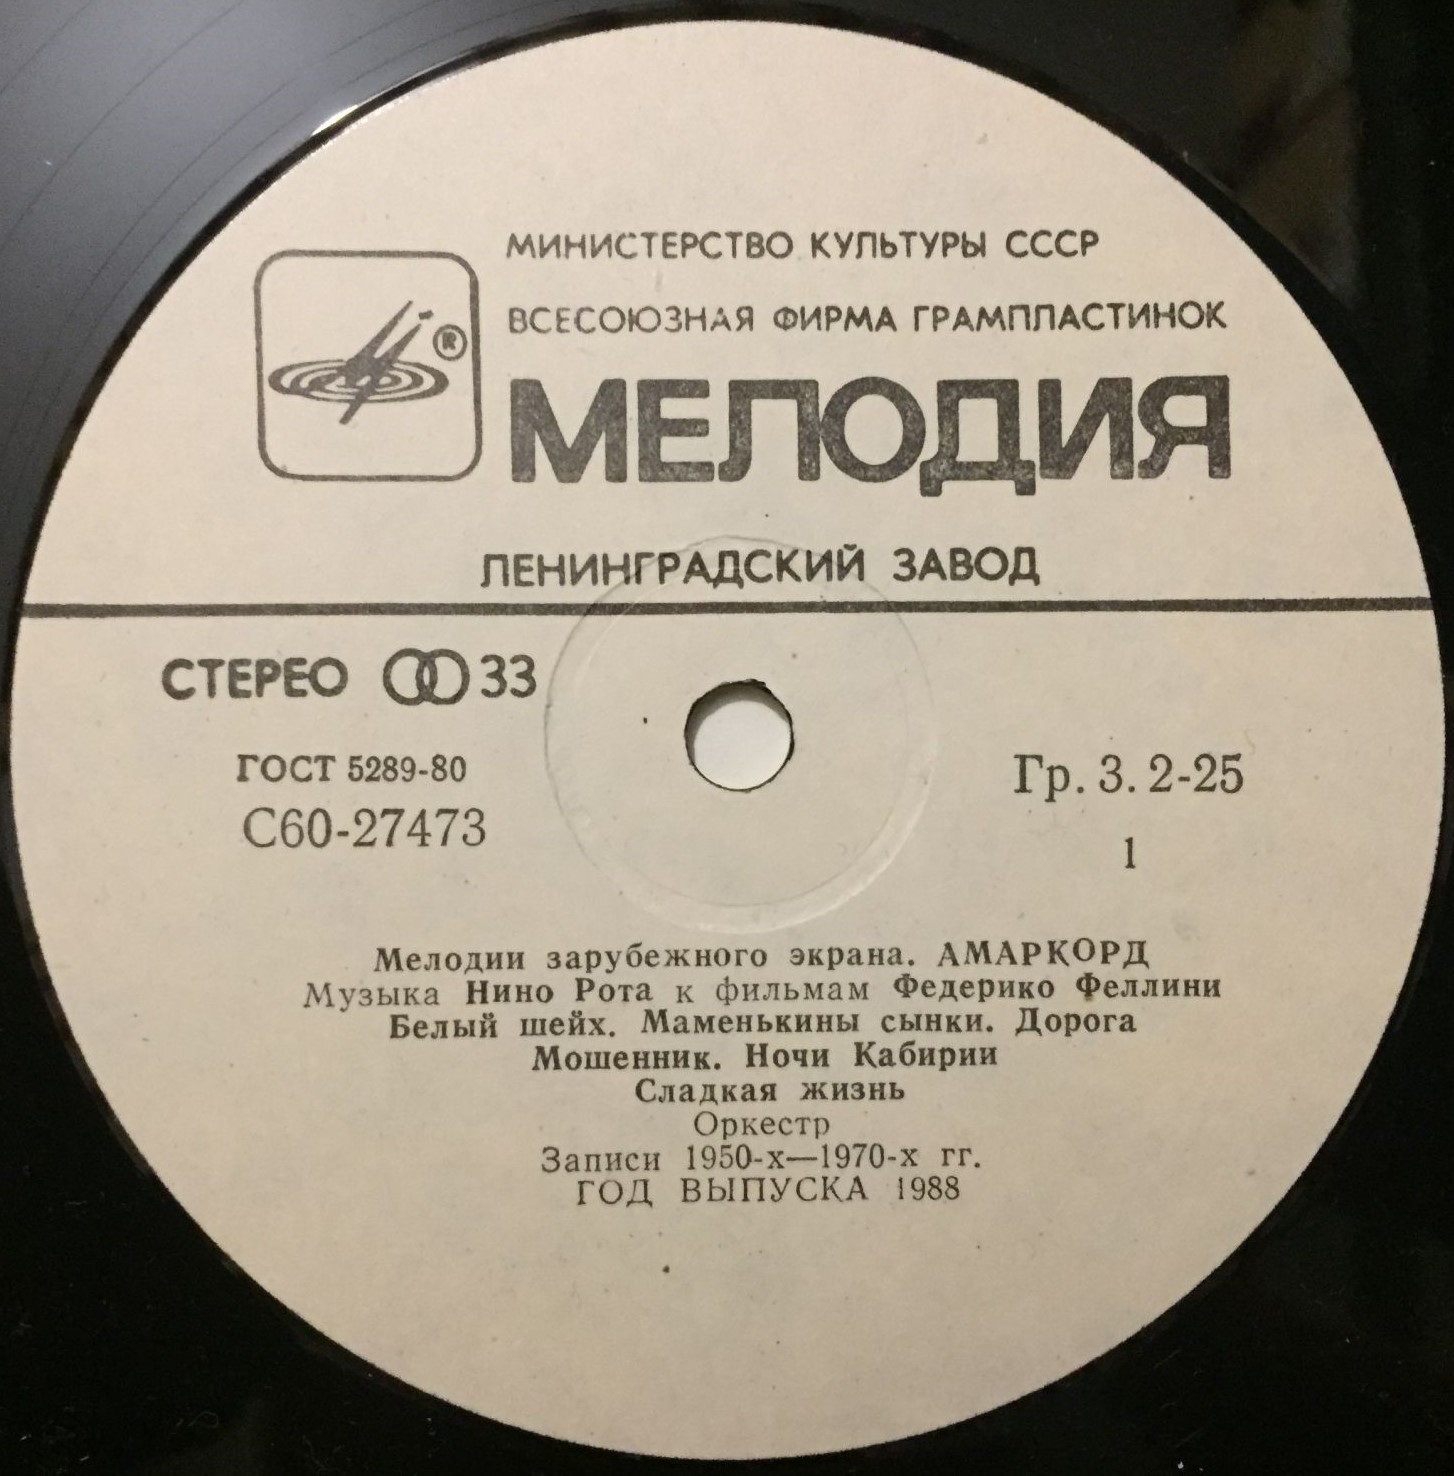 МИНИСТЕРСТВО КУЛЬТУРЫ СССР
ВСЕСОЮЗНАЯ ФИРМА ГРАМПЛАСТИНОК
®
МЕЛОДИЯ
ЛЕНИНГРАДСКИЙ ЗАВОД
СТЕРЕО 33
ГОСТ 5289-80
С60-27473
Гр. 3. 2-25
1
Мелодии зарубежного экрана. АМАРКОРД
Музыка Нино Рота к фильмам Федерико Феллини
Белый шейх. Маменькины сынки. Дорога
Мошенник. Ночи Кабирии
Сладкая жизнь
Оркестр
Записи 1950-х—1970-х гг.
ГОД ВЫПУСКА 1988